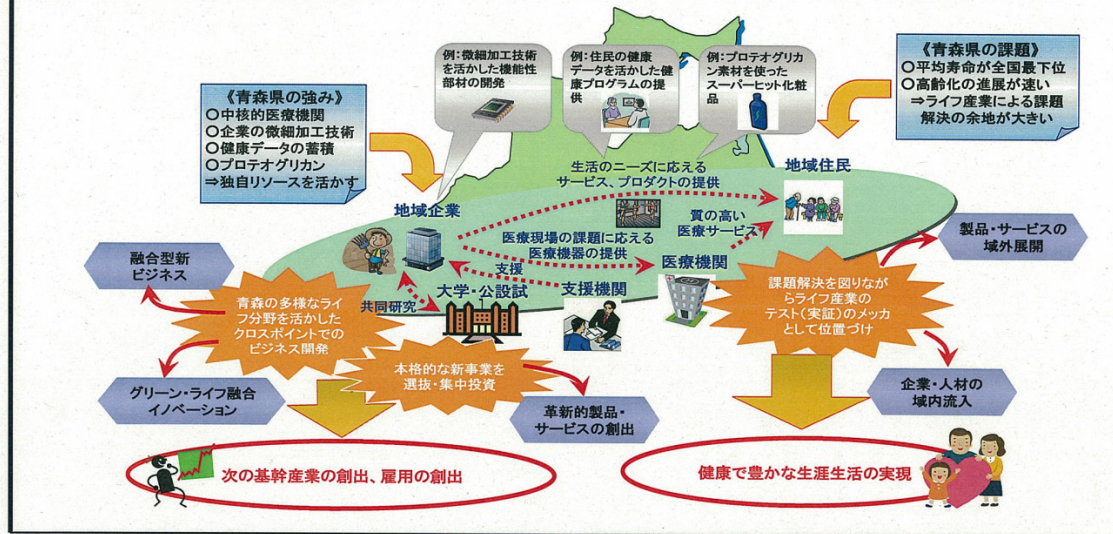 《青森県の強み》
○中核的医療機関
○企業の微細加工技術
○健康データの蓄積
○プロテオグリカン
⇒独自リソースを活かす
例:微細加工技術
を活かした機能性
部材の開発
例:住民の健康
データを活かした健
康プログラムの提
供
例:プロテオグリカ
ン素材を使った
スーパーヒット化粧
品
《青森県の課題》
○平均寿命が全国最下位
○高齢化の進展が速い
⇒ライフ産業による課題
解決の余地が大きい
生活のニーズに応える
サービス、プロダクトの提供
地域住民
地域企業
質の高い
医療サービス
医療現場の課題に応える
医療機器の提供
医療機関
支援
支援機関
大学・公設試
共同研究
融合型新
ビジネス
青森の多様なライ
フ分野を活かした
クロスポイントでの
ビジネス開発
グリーン・ライフ融合
イノベーション
本格的な新事業を
選抜・集中投資
革新的製品・
サービスの創出
課題解決を図りなが
らライフ産業の
テスト(実証)のメッカ
として位置づけ
製品・サービスの
域外展開
企業・人材の
域内流入
次の基幹産業の創出、雇用の創出
健康で豊かな生涯生活の実現